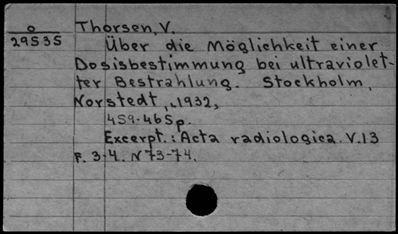 o Thorsen, V.
29535 Über die Möglichkeit einer
Dosisbestimmung bei ultraviolet-
ter Bestrahlung. Stockholm,
Norstedt, 1932,
459-465 p.
Excerpt.: Acta radiologica. V.13
F. 3-4. N 73-74.